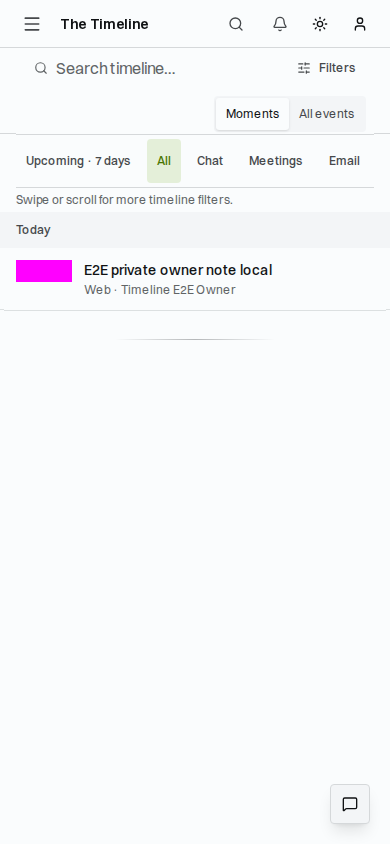 The Timeline
Search timeline...
Filters
Moments
All events
Upcoming · 7 days
All
Chat
Meetings
Email
Swipe or scroll for more timeline filters.
Today
E2E private owner note local
Web · Timeline E2E Owner